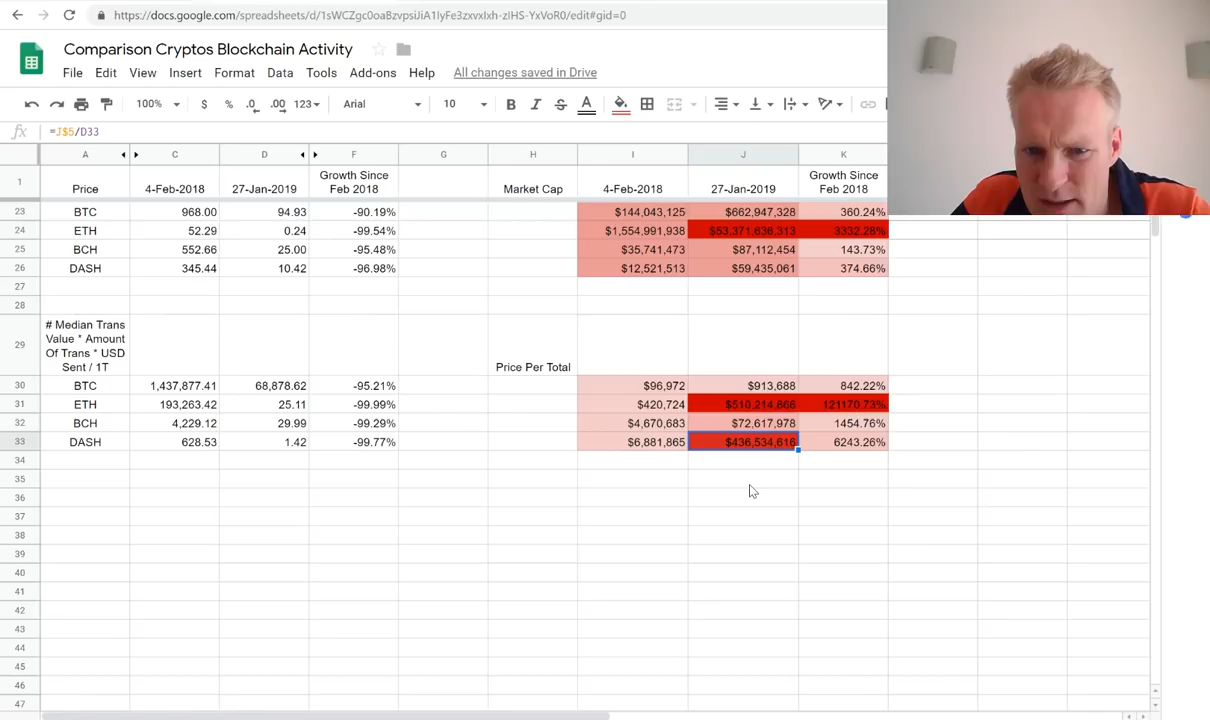 https://docs.google.com/spreadsheets/d/1sWCZgc0oaBzvpsiJiA1IyFe3zxvxIxh-zIHS-YxVoR0/edit#gid=0
Comparison Cryptos Blockchain Activity
File Edit View Insert Format Data Tools Add-ons Help All changes saved in Drive
100% $ % .0 .00 123 Arial 10 B I S A
fx =J$5/D33
A C D F G H I J K
1 Price 4-Feb-2018 27-Jan-2019 Growth Since Feb 2018 Market Cap 4-Feb-2018 27-Jan-2019 Growth Since Feb 2018
23 BTC 968.00 94.93 -90.19% $144,043,125 $662,947,328 360.24%
24 ETH 52.29 0.24 -99.54% $1,554,991,938 $53,371,636,313 3332.28%
25 BCH 552.66 25.00 -95.48% $35,741,473 $87,112,454 143.73%
26 DASH 345.44 10.42 -96.98% $12,521,513 $59,435,061 374.66%
27
28
# Median Trans
Value * Amount
Of Trans * USD
Sent / 1T
29 Price Per Total
30 BTC 1,437,877.41 68,878.62 -95.21% $96,972 $913,688 842.22%
31 ETH 193,263.42 25.11 -99.99% $420,724 $510,214,866 121170.73%
32 BCH 4,229.12 29.99 -99.29% $4,670,683 $72,617,978 1454.76%
33 DASH 628.53 1.42 -99.77% $6,881,865 $436,534,616 6243.26%
34
35
36
37
38
39
40
41
42
43
44
45
46
47